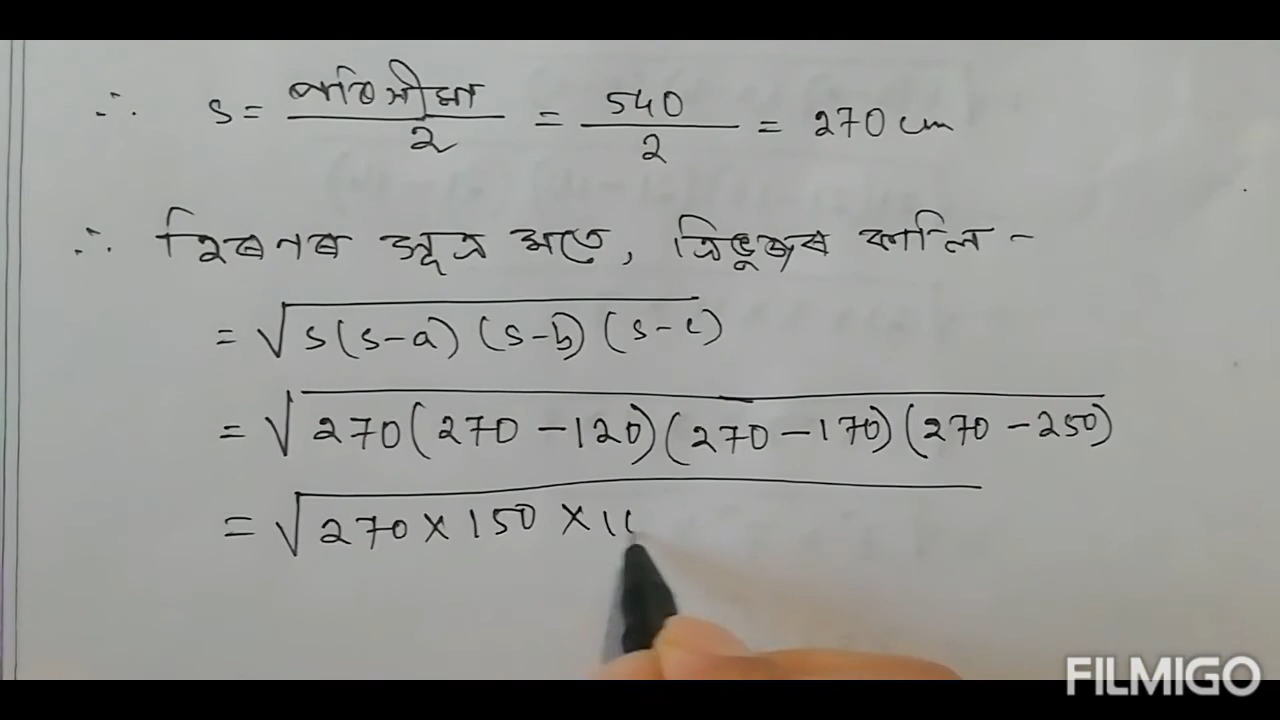 ∴ s = পৰিসীমা/2 = 540/2 = 270 cm
∴ হিৰণৰ সূত্ৰ মতে, ত্ৰিভূজৰ কালি -
= √s(s-a)(s-b)(s-c)
= √270(270-120)(270-170)(270-250)
= √270×150×1
FILMIGO